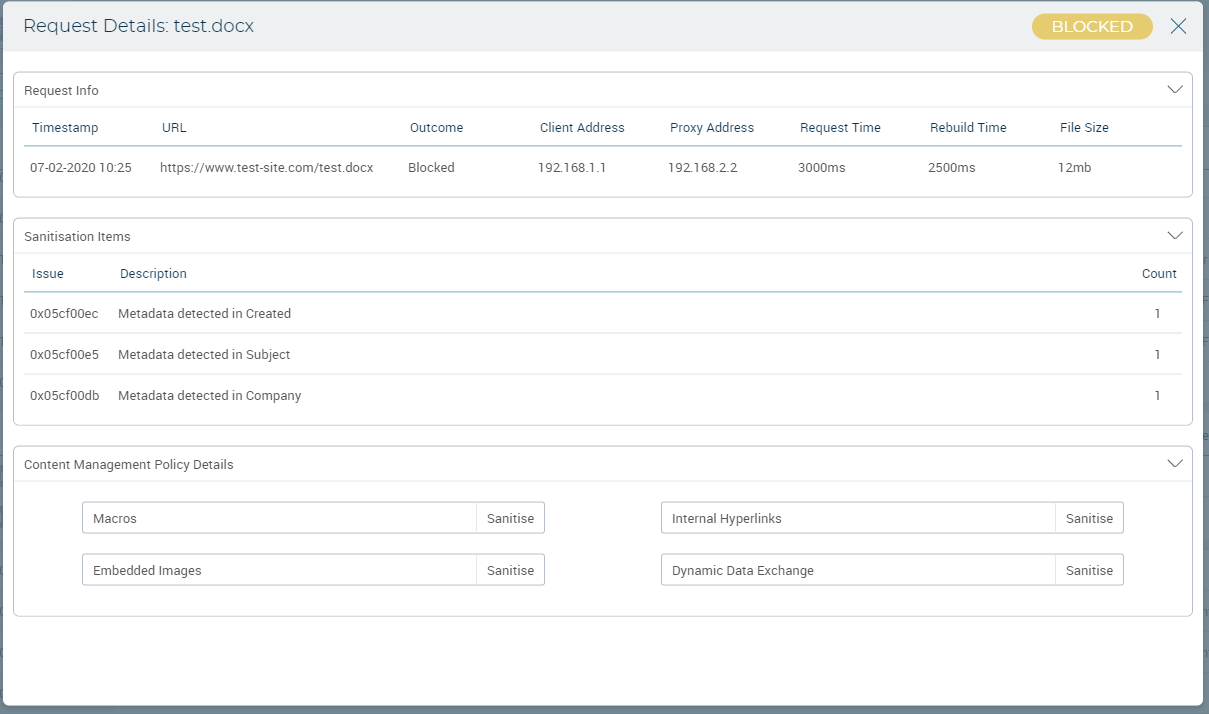 Request Details: test.docx BLOCKED
Request Info
Timestamp URL Outcome Client Address Proxy Address Request Time Rebuild Time File Size
07-02-2020 10:25 https://www.test-site.com/test.docx Blocked 192.168.1.1 192.168.2.2 3000ms 2500ms 12mb
Sanitisation Items
Issue Description Count
0x05cf00ec Metadata detected in Created 1
0x05cf00e5 Metadata detected in Subject 1
0x05cf00db Metadata detected in Company 1
Content Management Policy Details
Macros Sanitise Internal Hyperlinks Sanitise
Embedded Images Sanitise Dynamic Data Exchange Sanitise